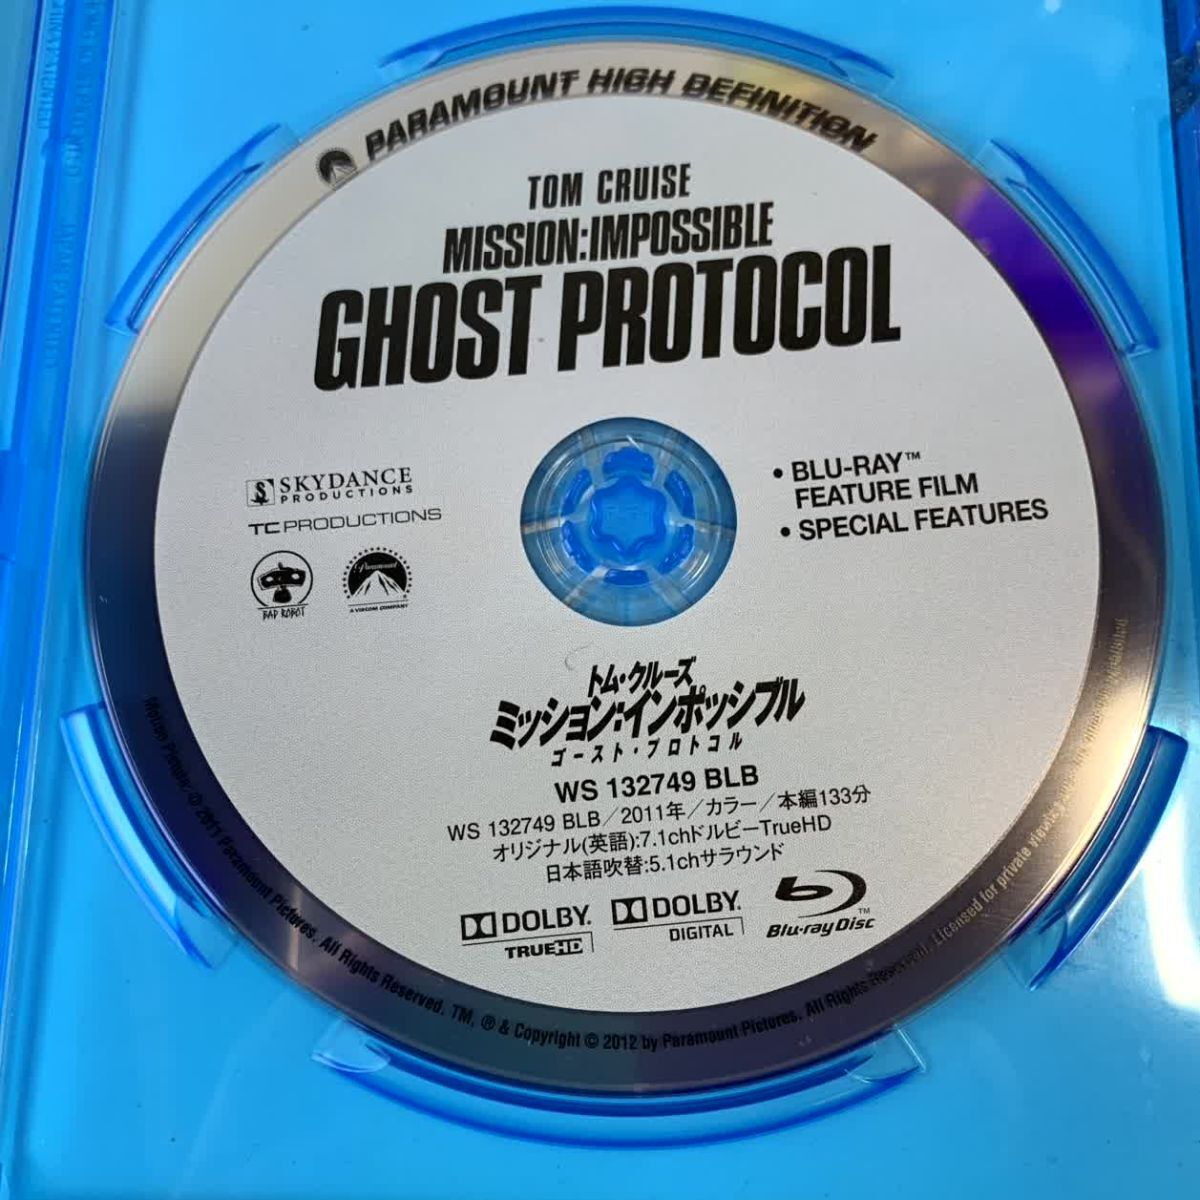 PARAMOUNT HIGH DEFINITION
TOM CRUISE
MISSION:IMPOSSIBLE
GHOST PROTOCOL
SKYDANCE
PRODUCTIONS
TC PRODUCTIONS
BAD ROBOT
Paramount
A VIACOM COMPANY
• BLU-RAY™
FEATURE FILM
• SPECIAL FEATURES
トム・クルーズ
ミッション:インポッシブル
ゴースト・プロトコル
WS 132749 BLB
WS 132749 BLB/2011年/カラー/本編133分
オリジナル(英語):7.1chドルビーTrueHD
日本語吹替:5.1chサラウンド
DOLBY.
TRUEHD
DOLBY.
DIGITAL
Blu-ray Disc™
Motion Picture: © 2011 Paramount Pictures. All Rights Reserved. TM, ® & Copyright © 2012 by Paramount Pictures. All Rights Reserved. Licensed for private viewing